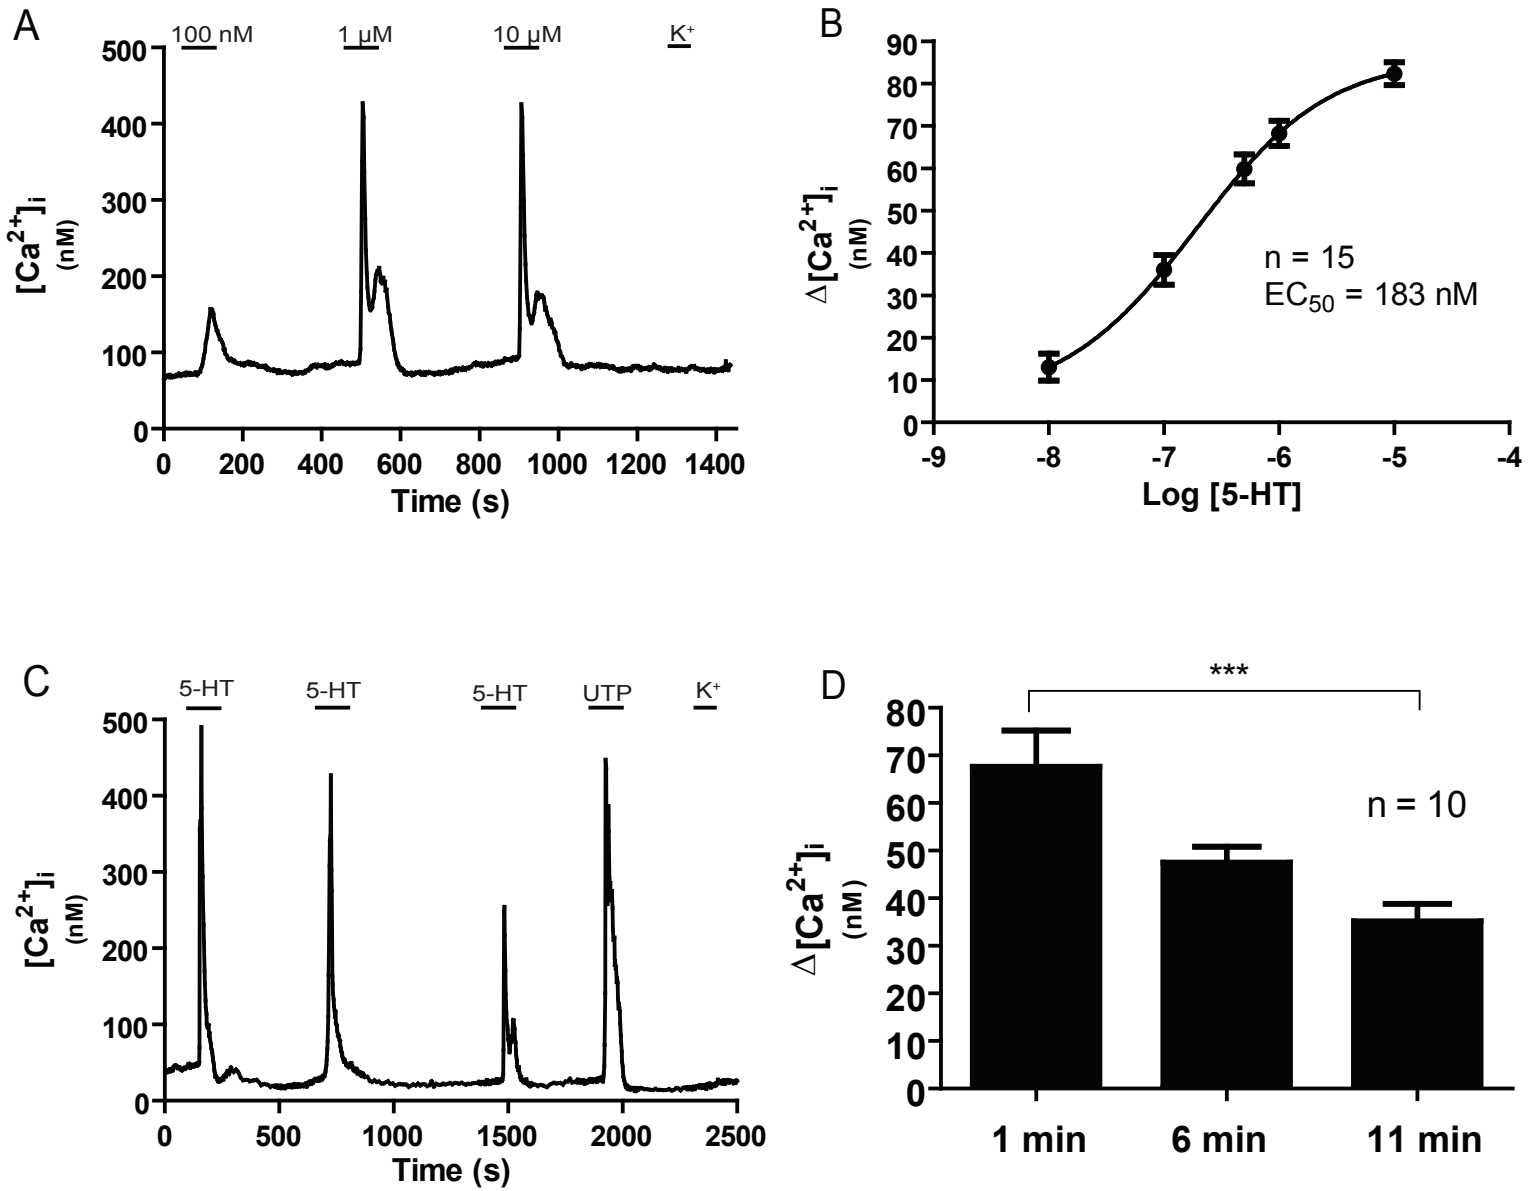 A
100 nM 1 µM 10 µM K+
500
400
300
200
100
0
[Ca2+]i
(nM)
0 200 400 600 800 1000 1200 1400
Time (s)
B
90
80
70
60
50
40
30
20
10
0
Δ[Ca2+]i
(nM)
n = 15
EC50 = 183 nM
-9 -8 -7 -6 -5 -4
Log [5-HT]
C
5-HT 5-HT 5-HT UTP K+
500
400
300
200
100
0
[Ca2+]i
(nM)
0 500 1000 1500 2000 2500
Time (s)
D
***
80
70
60
50
40
30
20
10
0
Δ[Ca2+]i
(nM)
n = 10
1 min 6 min 11 min